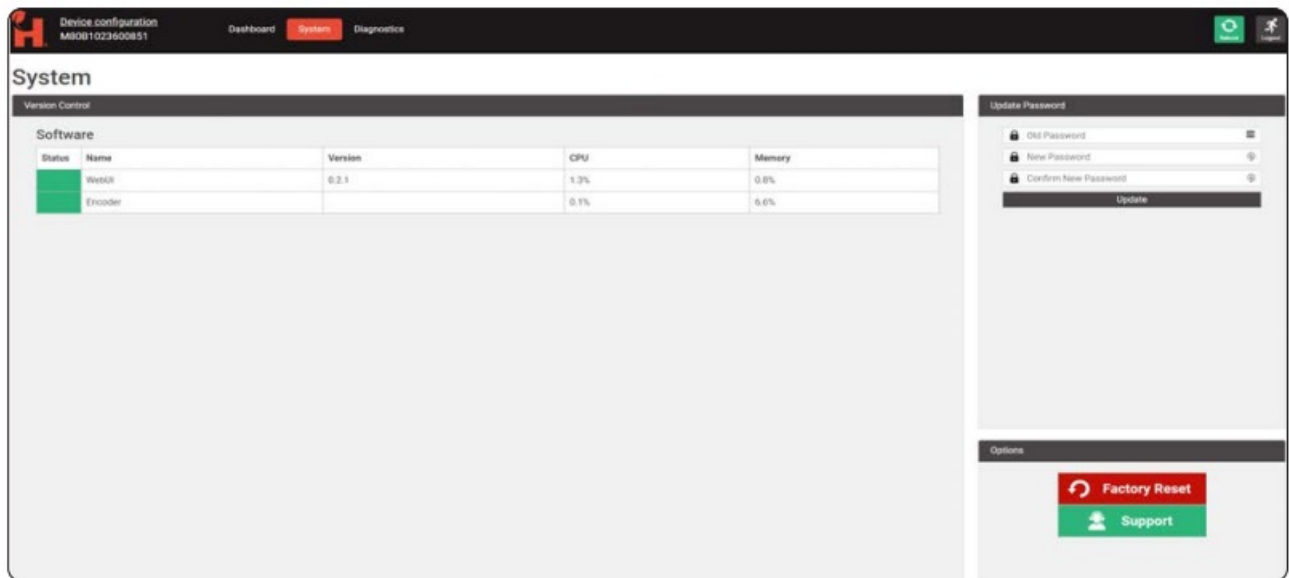 Device configuration
M80B1023600851
Dashboard
System
Diagnostics
Reboot
Logout
System
Version Control
Software
Status Name Version CPU Memory
WebUI 0.2.1 1.3% 0.8%
Encoder 0.1% 6.6%
Update Password
Old Password
New Password
Confirm New Password
Update
Options
Factory Reset
Support